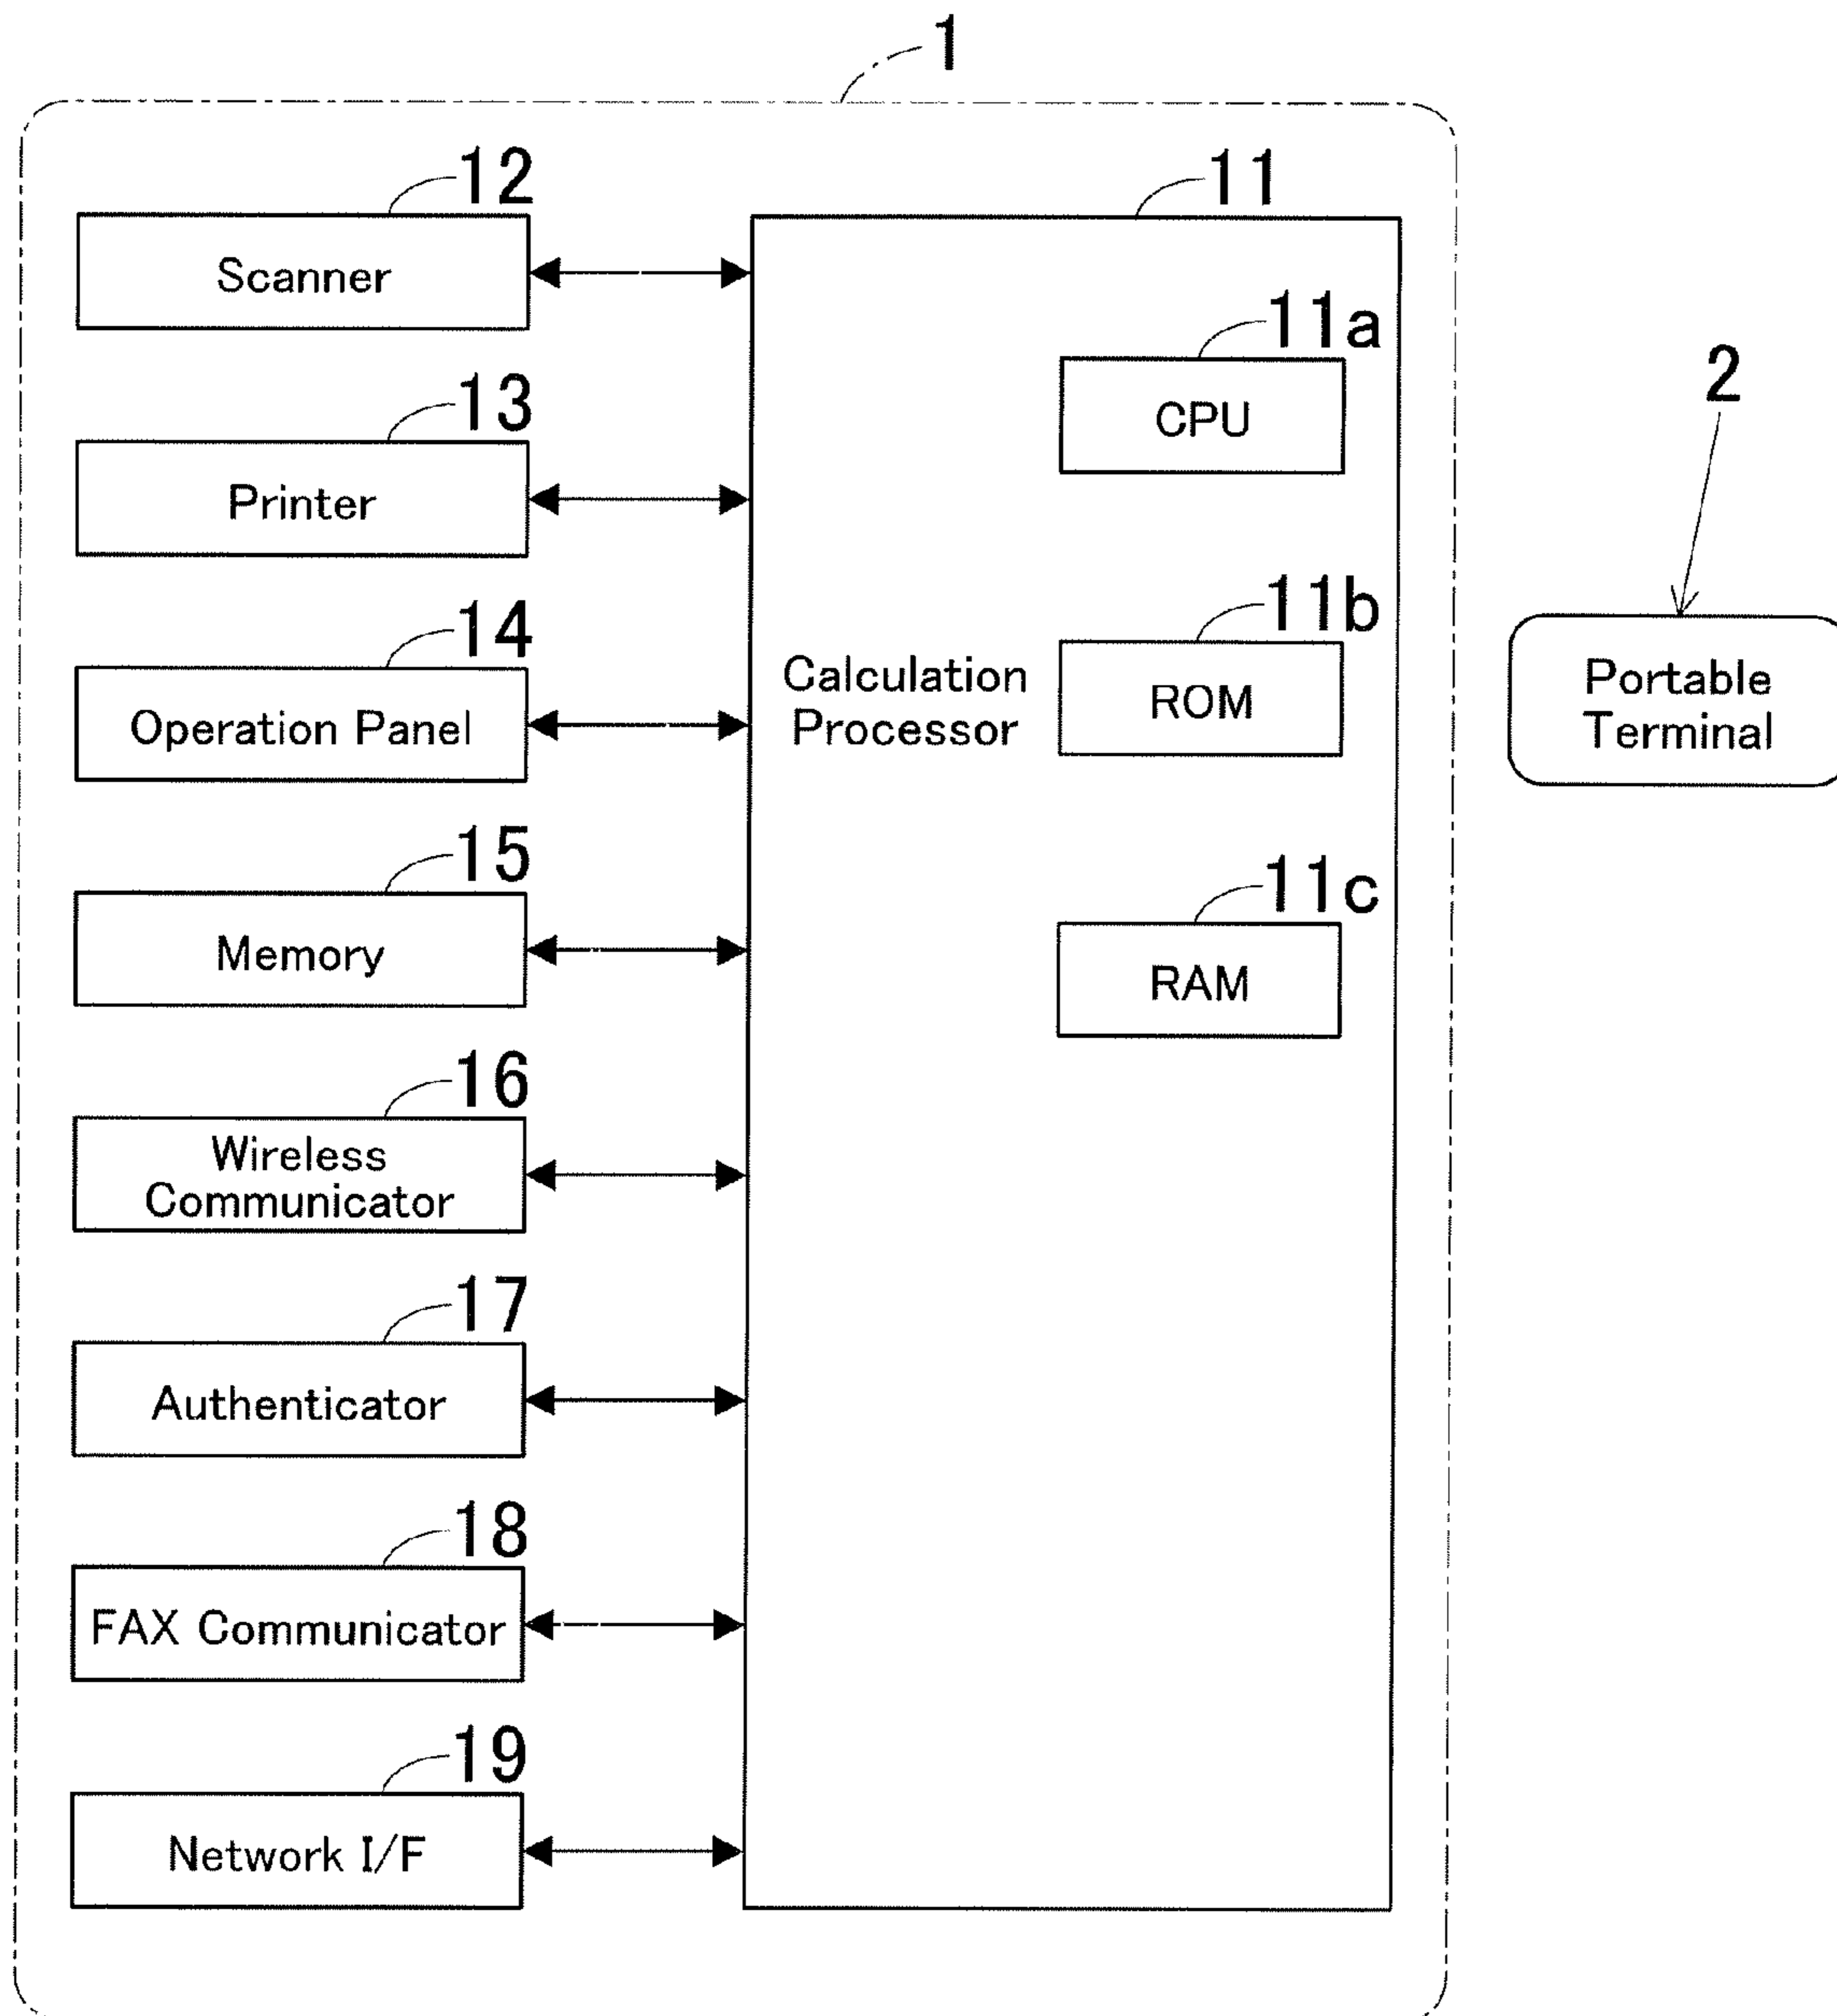 1
12
Scanner
13
Printer
14
Operation Panel
15
Memory
16
Wireless
Communicator
17
Authenticator
18
FAX Communicator
19
Network I/F
11
Calculation
Processor
11a
CPU
11b
ROM
11c
RAM
2
Portable
Terminal